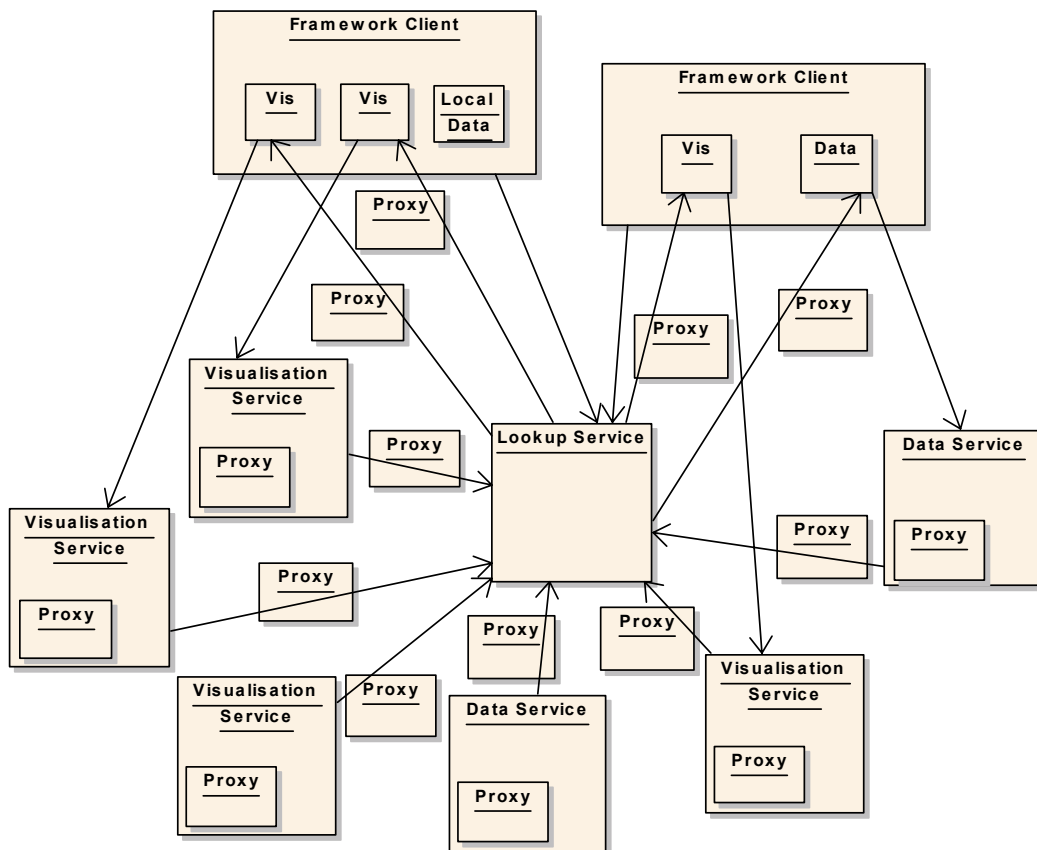 Framework Client
Vis
Vis
Local
Data
Framework Client
Vis
Data
Proxy
Proxy
Proxy
Proxy
Visualisation
Service
Proxy
Proxy
Lookup Service
Data Service
Proxy
Proxy
Visualisation
Service
Proxy
Proxy
Proxy
Proxy
Visualisation
Service
Proxy
Proxy
Data Service
Proxy
Visualisation
Service
Proxy